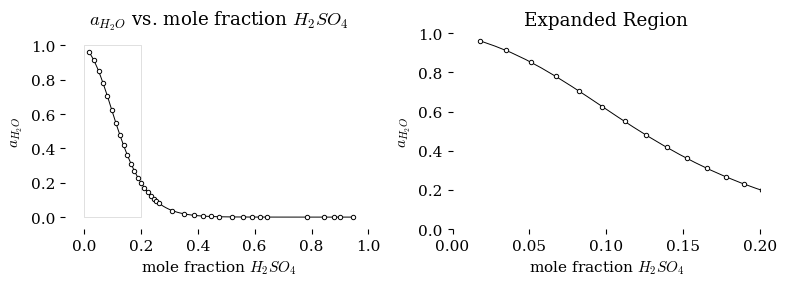 a_{H_2O} vs. mole fraction H_2SO_4
1.0
0.8
0.6
0.4
0.2
0.0
a_{H_2O}
0.0 0.2 0.4 0.6 0.8 1.0
mole fraction H_2SO_4
Expanded Region
1.0
0.8
0.6
0.4
0.2
0.0
a_{H_2O}
0.00 0.05 0.10 0.15 0.20
mole fraction H_2SO_4